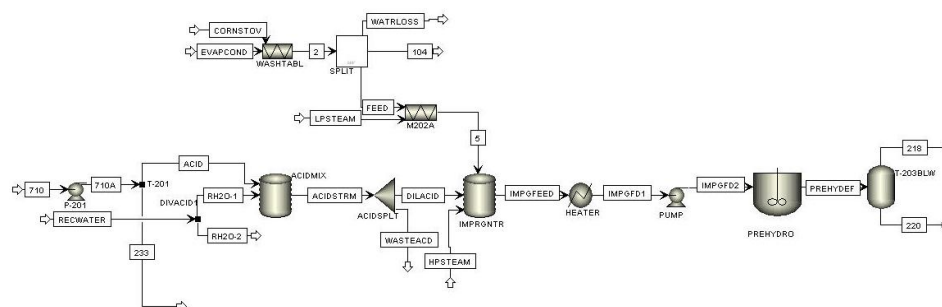 CORNSTOV
WATRLOSS
EVAPCOND
2
104
WASHTABL
SPLIT
FEED
LPSTEAM
M202A
5
ACID
ACIDMIX
218
710
710A
T-201
RH2O-1
ACIDSTRM
DILACID
IMPGFEED
IMPGFD1
IMPGFD2
PREHYDEF
T-203BLW
P-201
DIVACID1
RECWATER
ACIDSPLT
IMPRGNTR
HEATER
PUMP
220
RH2O-2
WASTEACD
PREHYDRO
233
HPSTEAM